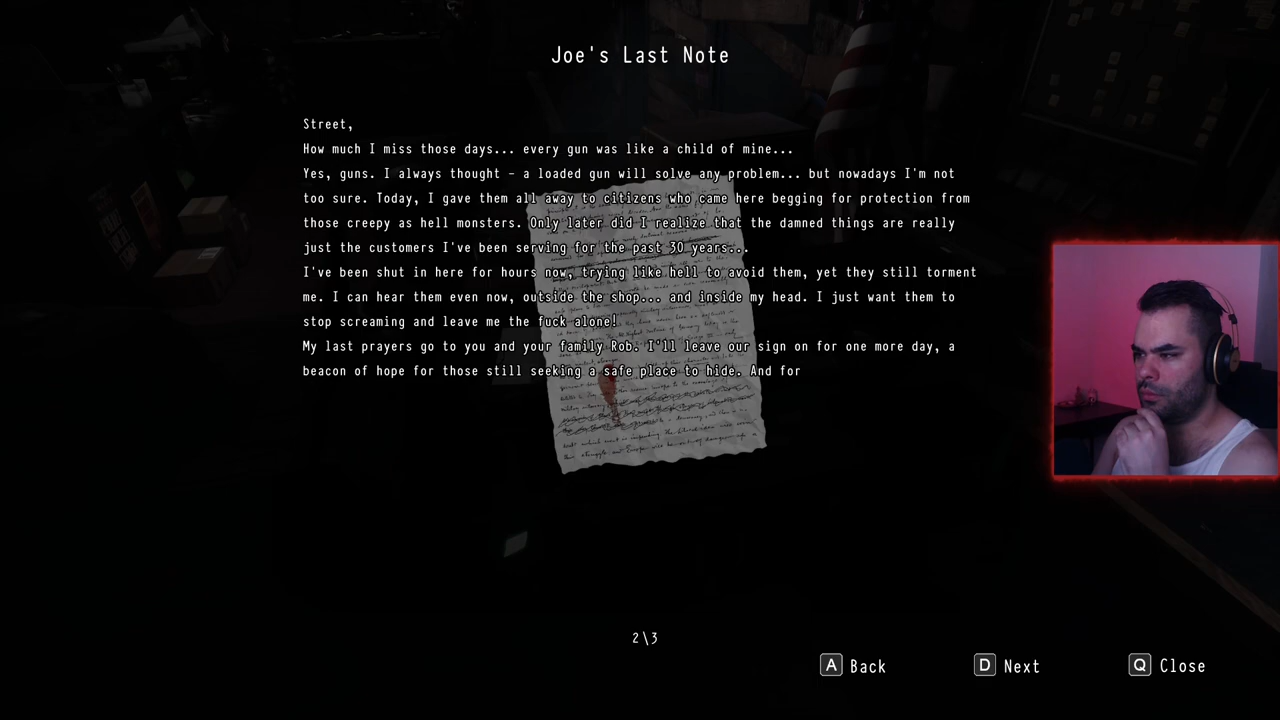 Joe's Last Note
Street,
How much I miss those days... every gun was like a child of mine...
Yes, guns. I always thought - a loaded gun will solve any problem... but nowadays I'm not
too sure. Today, I gave them all away to citizens who came here begging for protection from
those creepy as hell monsters. Only later did I realize that the damned things are really
just the customers I've been serving for the past 30 years...
I've been shut in here for hours now, trying like hell to avoid them, yet they still torment
me. I can hear them even now, outside the shop... and inside my head. I just want them to
stop screaming and leave me the fuck alone!
My last prayers go to you and your family Rob. I'll leave our sign on for one more day, a
beacon of hope for those still seeking a safe place to hide. And for
2\3
A Back
D Next
Q Close